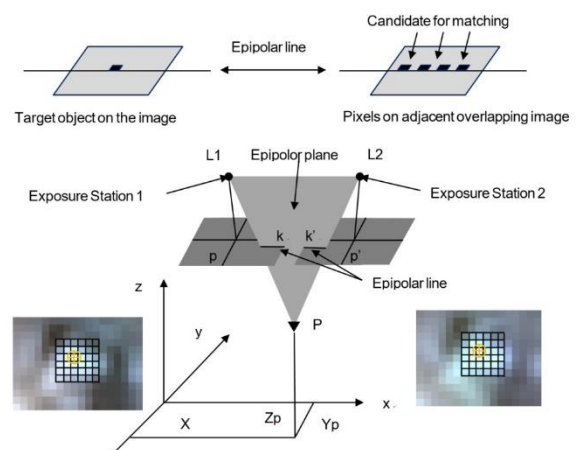 Candidate for matching
Epipolar line
Target object on the image
Pixels on adjacent overlapping image
L1
Epipolor plane
L2
Exposure Station 1
Exposure Station 2
k
k'
p
p'
Epipolar line
z
P
y
x
X
Zp
Yp